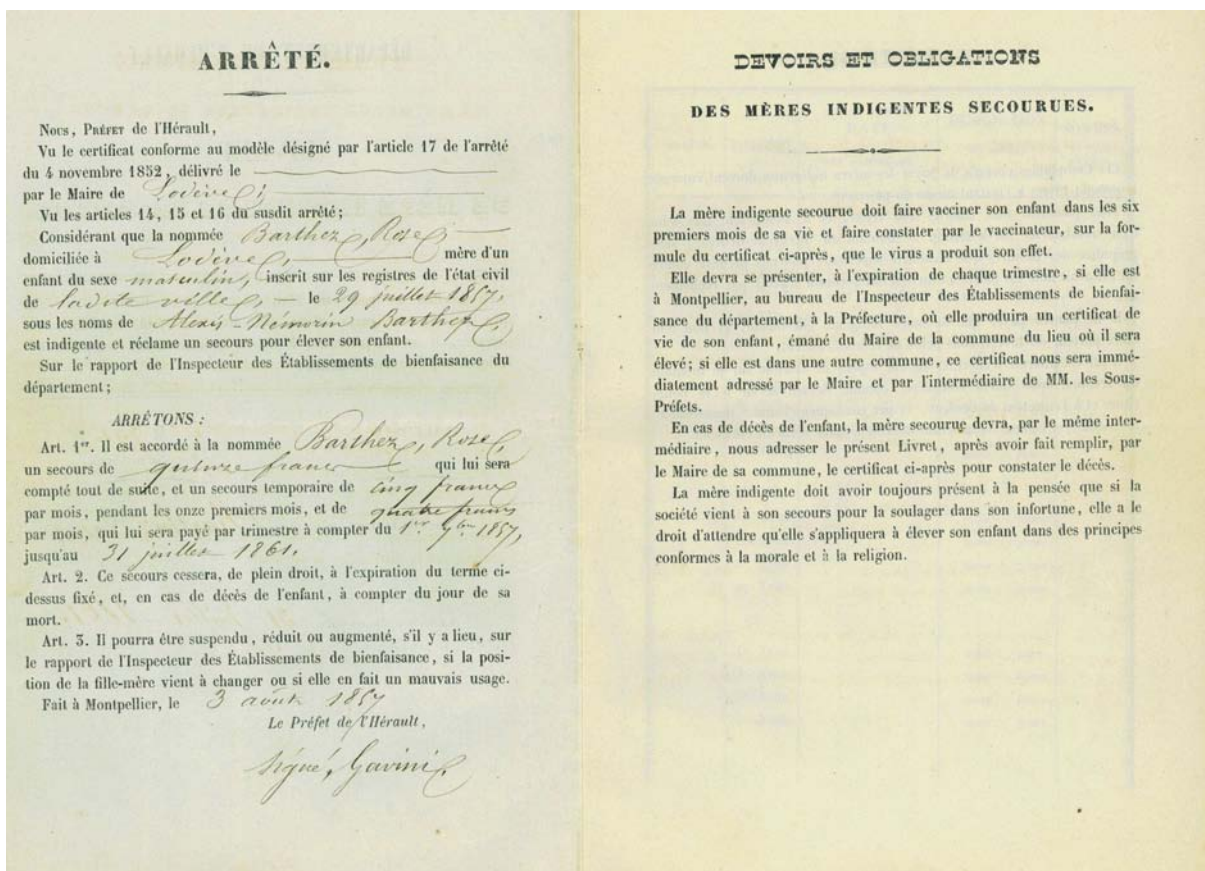 ARRÊTÉ.
Nous, Préfet de l'Hérault,
Vu le certificat conforme au modèle désigné par l'article 17 de l'arrêté
du 4 novembre 1852, délivré le
par le Maire de Lodève;
Vu les articles 14, 15 et 16 du susdit arrêté;
Considérant que la nommée Barthez, Rose,
domiciliée à Lodève, mère d'un
enfant du sexe masculin, inscrit sur les registres de l'état civil
de ladite ville, — le 29 juillet 1857,
sous les noms de Alexis-Némorin Barthez,
est indigente et réclame un secours pour élever son enfant.
Sur le rapport de l'Inspecteur des Établissements de bienfaisance du
département;
ARRÊTONS :
Art. 1er. Il est accordé à la nommée Barthez, Rose,
un secours de quinze francs qui lui sera
compté tout de suite, et un secours temporaire de cinq francs
par mois, pendant les onze premiers mois, et de quatre francs
par mois, qui lui sera payé par trimestre à compter du 1er 7bre 1857,
jusqu'au 31 juillet 1861.
Art. 2. Ce secours cessera, de plein droit, à l'expiration du terme ci-
dessus fixé, et, en cas de décès de l'enfant, à compter du jour de sa
mort.
Art. 3. Il pourra être suspendu, réduit ou augmenté, s'il y a lieu, sur
le rapport de l'Inspecteur des Établissements de bienfaisance, si la posi-
tion de la fille-mère vient à changer ou si elle en fait un mauvais usage.
Fait à Montpellier, le 3 août 1857
Le Préfet de l'Hérault,
Signé, Gavini.
DEVOIRS ET OBLIGATIONS
DES MÈRES INDIGENTES SECOURUES.
La mère indigente secourue doit faire vacciner son enfant dans les six
premiers mois de sa vie et faire constater par le vaccinateur, sur la for-
mule du certificat ci-après, que le virus a produit son effet.
Elle devra se présenter, à l'expiration de chaque trimestre, si elle est
à Montpellier, au bureau de l'Inspecteur des Établissements de bienfai-
sance du département, à la Préfecture, où elle produira un certificat de
vie de son enfant, émané du Maire de la commune du lieu où il sera
élevé; si elle est dans une autre commune, ce certificat nous sera immé-
diatement adressé par le Maire et par l'intermédiaire de MM. les Sous-
Préfets.
En cas de décès de l'enfant, la mère secourue devra, par le même inter-
médiaire, nous adresser le présent Livret, après avoir fait remplir, par
le Maire de sa commune, le certificat ci-après pour constater le décès.
La mère indigente doit avoir toujours présent à la pensée que si la
société vient à son secours pour la soulager dans son infortune, elle a le
droit d'attendre qu'elle s'appliquera à élever son enfant dans des principes
conformes à la morale et à la religion.